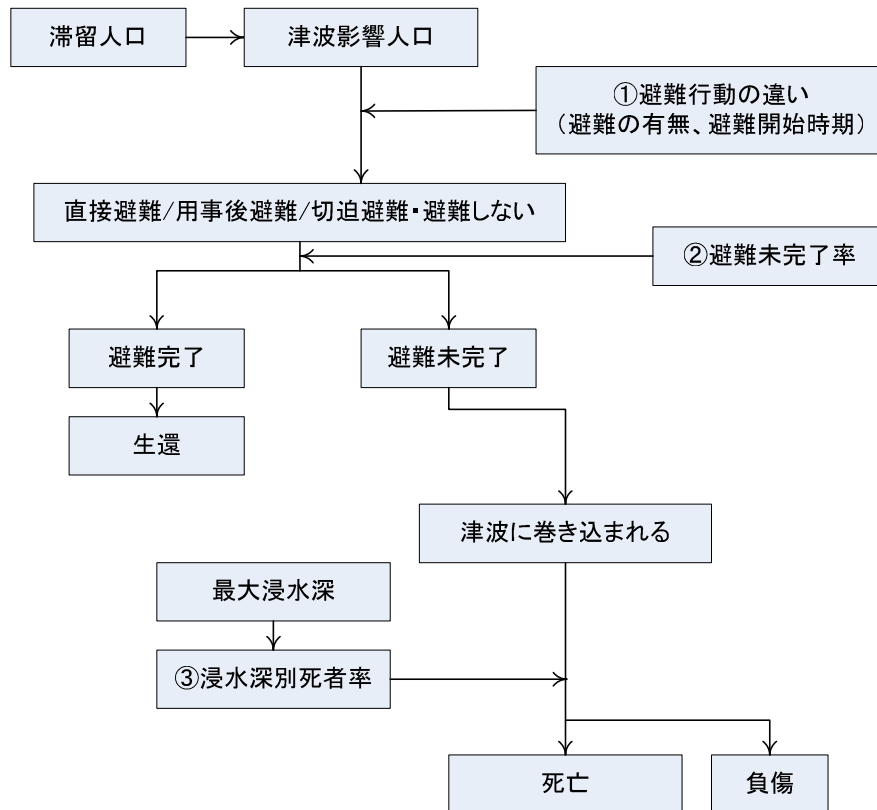 滞留人口
津波影響人口
①避難行動の違い
（避難の有無、避難開始時期）
直接避難/用事後避難/切迫避難・避難しない
②避難未完了率
避難完了
避難未完了
生還
津波に巻き込まれる
最大浸水深
③浸水深別死者率
死亡
負傷